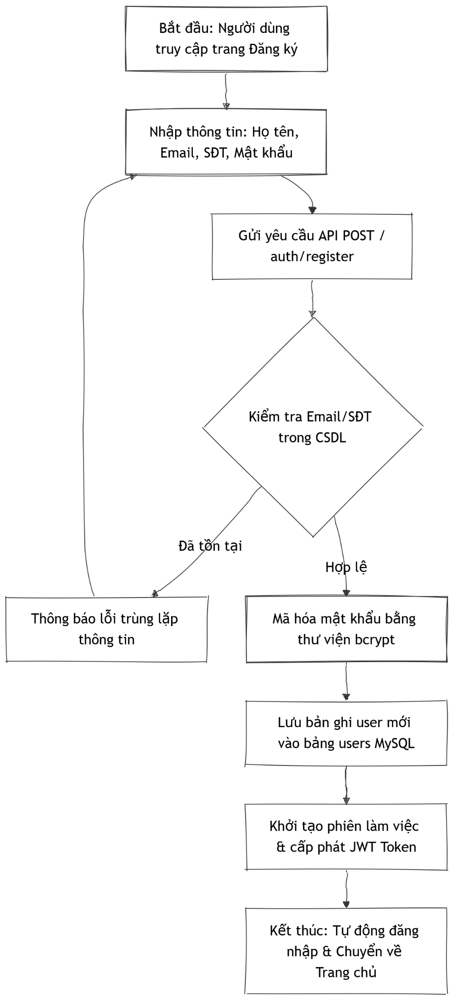 Bắt đầu: Người dùng
truy cập trang Đăng ký
Nhập thông tin: Họ tên,
Email, SĐT, Mật khẩu
Gửi yêu cầu API POST /
auth/register
Kiểm tra Email/SĐT
trong CSDL
Đã tồn tại
Hợp lệ
Thông báo lỗi trùng lặp
thông tin
Mã hóa mật khẩu bằng
thư viện bcrypt
Lưu bản ghi user mới
vào bảng users MySQL
Khởi tạo phiên làm việc
& cấp phát JWT Token
Kết thúc: Tự động đăng
nhập & Chuyển về
Trang chủ